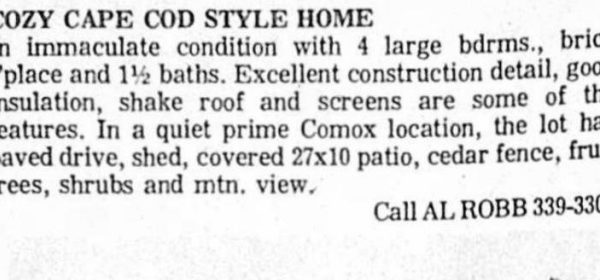 COZY CAPE COD STYLE HOME
n immaculate condition with 4 large bdrms., bric
'place and 1½ baths. Excellent construction detail, goo
nsulation, shake roof and screens are some of th
eatures. In a quiet prime Comox location, the lot ha
aved drive, shed, covered 27x10 patio, cedar fence, fru
rees, shrubs and mtn. view.
Call AL ROBB 339-330